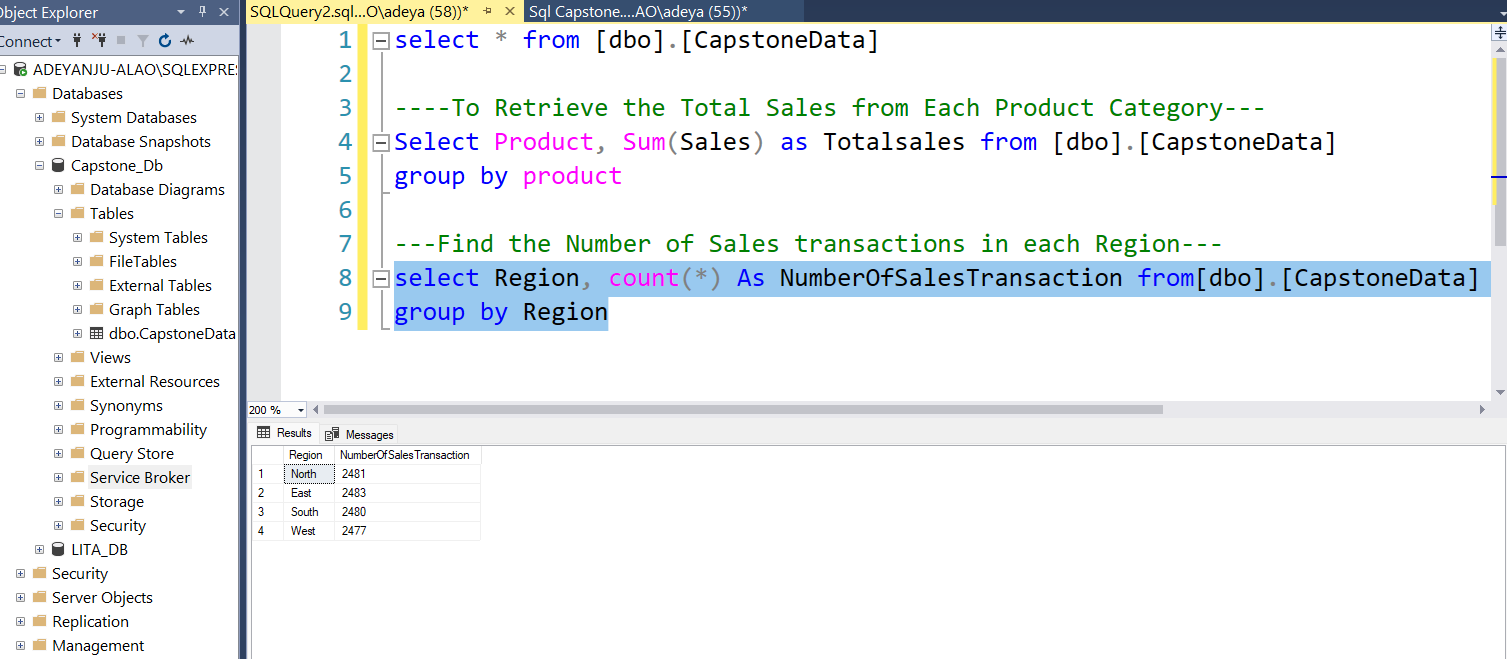 Object Explorer
Connect
ADEYANJU-ALAO\SQLEXPRE
Databases
System Databases
Database Snapshots
Capstone_Db
Database Diagrams
Tables
System Tables
FileTables
External Tables
Graph Tables
dbo.CapstoneData
Views
External Resources
Synonyms
Programmability
Query Store
Service Broker
Storage
Security
LITA_DB
Security
Server Objects
Replication
Management
SQLQuery2.sql...O\adeya (58))* Sql Capstone....AO\adeya (55))*
1 select * from [dbo].[CapstoneData]
2
3 ----To Retrieve the Total Sales from Each Product Category---
4 Select Product, Sum(Sales) as Totalsales from [dbo].[CapstoneData]
5 group by product
6
7 ---Find the Number of Sales transactions in each Region---
8 select Region, count(*) As NumberOfSalesTransaction from[dbo].[CapstoneData]
9 group by Region
200 %
Results Messages
Region NumberOfSalesTransaction
1 North 2481
2 East 2483
3 South 2480
4 West 2477